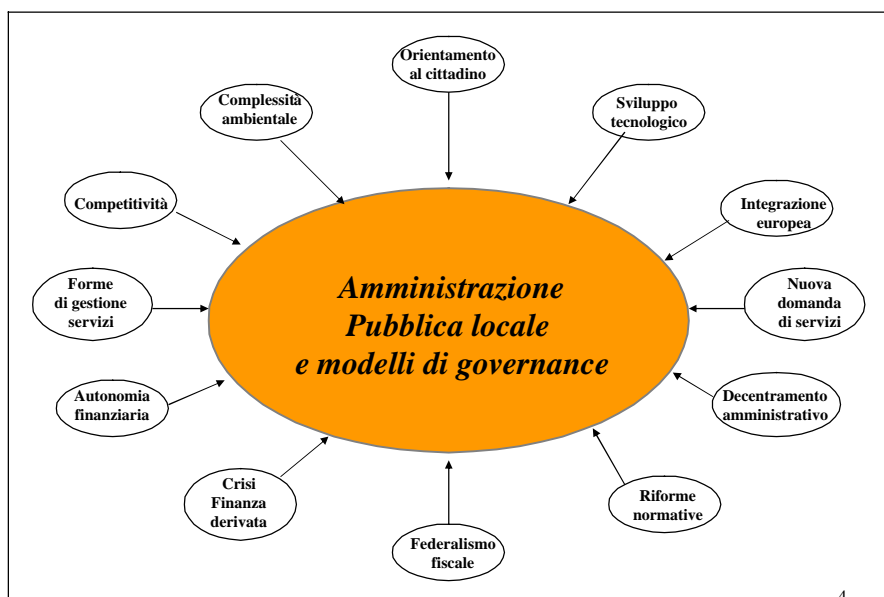 Orientamento
al cittadino
Complessità
ambientale
Sviluppo
tecnologico
Competitività
Integrazione
europea
Forme
di gestione
servizi
Amministrazione
Pubblica locale
e modelli di governance
Nuova
domanda
di servizi
Autonomia
finanziaria
Decentramento
amministrativo
Crisi
Finanza
derivata
Riforme
normative
Federalismo
fiscale
4